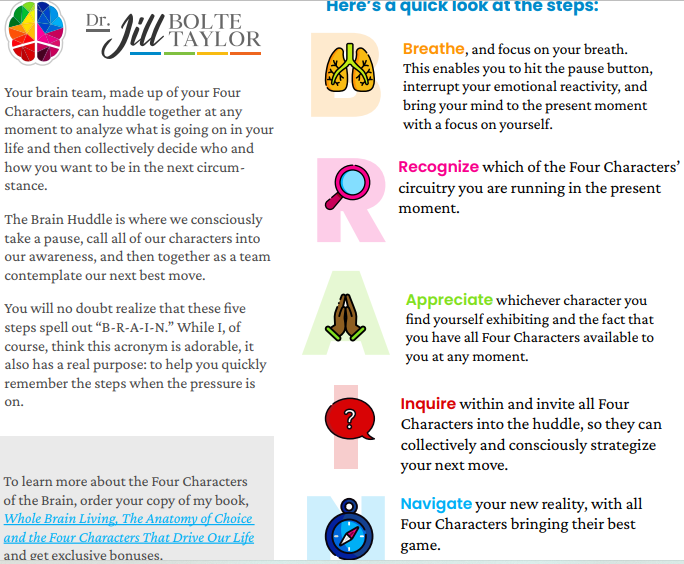 Dr. Jill BOLTE
TAYLOR
Your brain team, made up of your Four
Characters, can huddle together at any
moment to analyze what is going on in your
life and then collectively decide who and
how you want to be in the next circum-
stance.
The Brain Huddle is where we consciously
take a pause, call all of our characters into
our awareness, and then together as a team
contemplate our next best move.
You will no doubt realize that these five
steps spell out “B-R-A-I-N.” While I, of
course, think this acronym is adorable, it
also has a real purpose: to help you quickly
remember the steps when the pressure is
on.
To learn more about the Four Characters
of the Brain, order your copy of my book,
Whole Brain Living, The Anatomy of Choice
and the Four Characters That Drive Our Life
and get exclusive bonuses.
Here’s a quick look at the steps:
B
Breathe, and focus on your breath.
This enables you to hit the pause button,
interrupt your emotional reactivity, and
bring your mind to the present moment
with a focus on yourself.
R
Recognize which of the Four Characters’
circuitry you are running in the present
moment.
A
Appreciate whichever character you
find yourself exhibiting and the fact that
you have all Four Characters available to
you at any moment.
I
?
Inquire within and invite all Four
Characters into the huddle, so they can
collectively and consciously strategize
your next move.
N
Navigate your new reality, with all
Four Characters bringing their best
game.